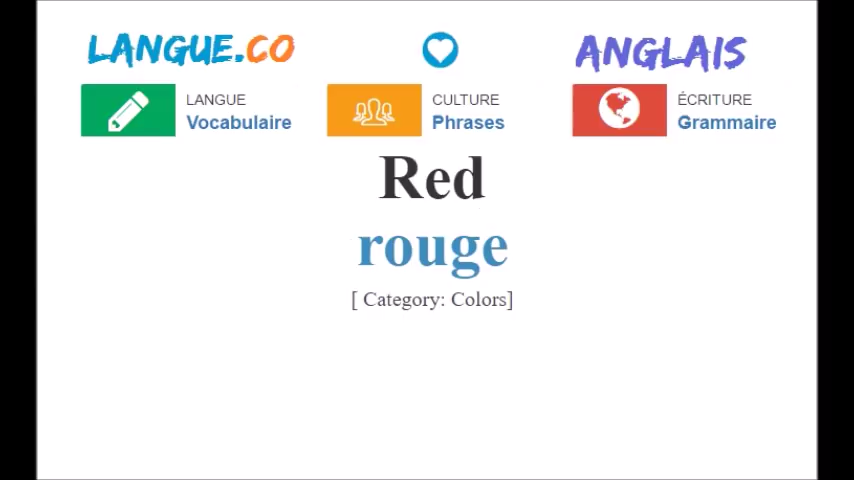 LANGUE.CO ANGLAIS
LANGUE CULTURE ÉCRITURE
Vocabulaire Phrases Grammaire
Red
rouge
[ Category: Colors]